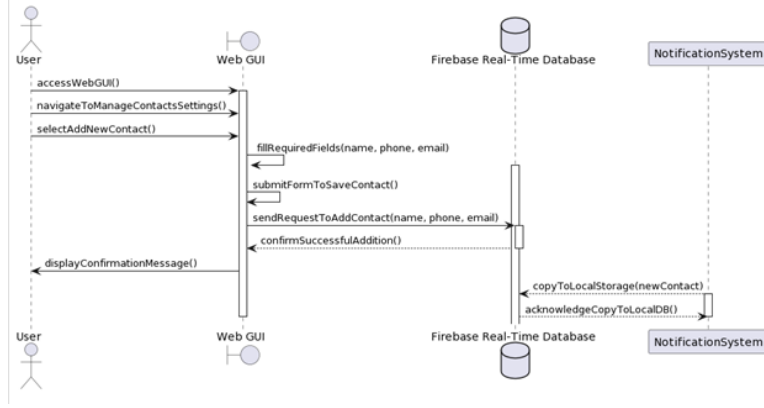 User
Web GUI
Firebase Real-Time Database
NotificationSystem
accessWebGUI()
navigateToManageContactsSettings()
selectAddNewContact()
fillRequiredFields(name, phone, email)
submitFormToSaveContact()
sendRequestToAddContact(name, phone, email)
confirmSuccessfulAddition()
displayConfirmationMessage()
copyToLocalStorage(newContact)
acknowledgeCopyToLocalDB()
User
Web GUI
Firebase Real-Time Database
NotificationSystem